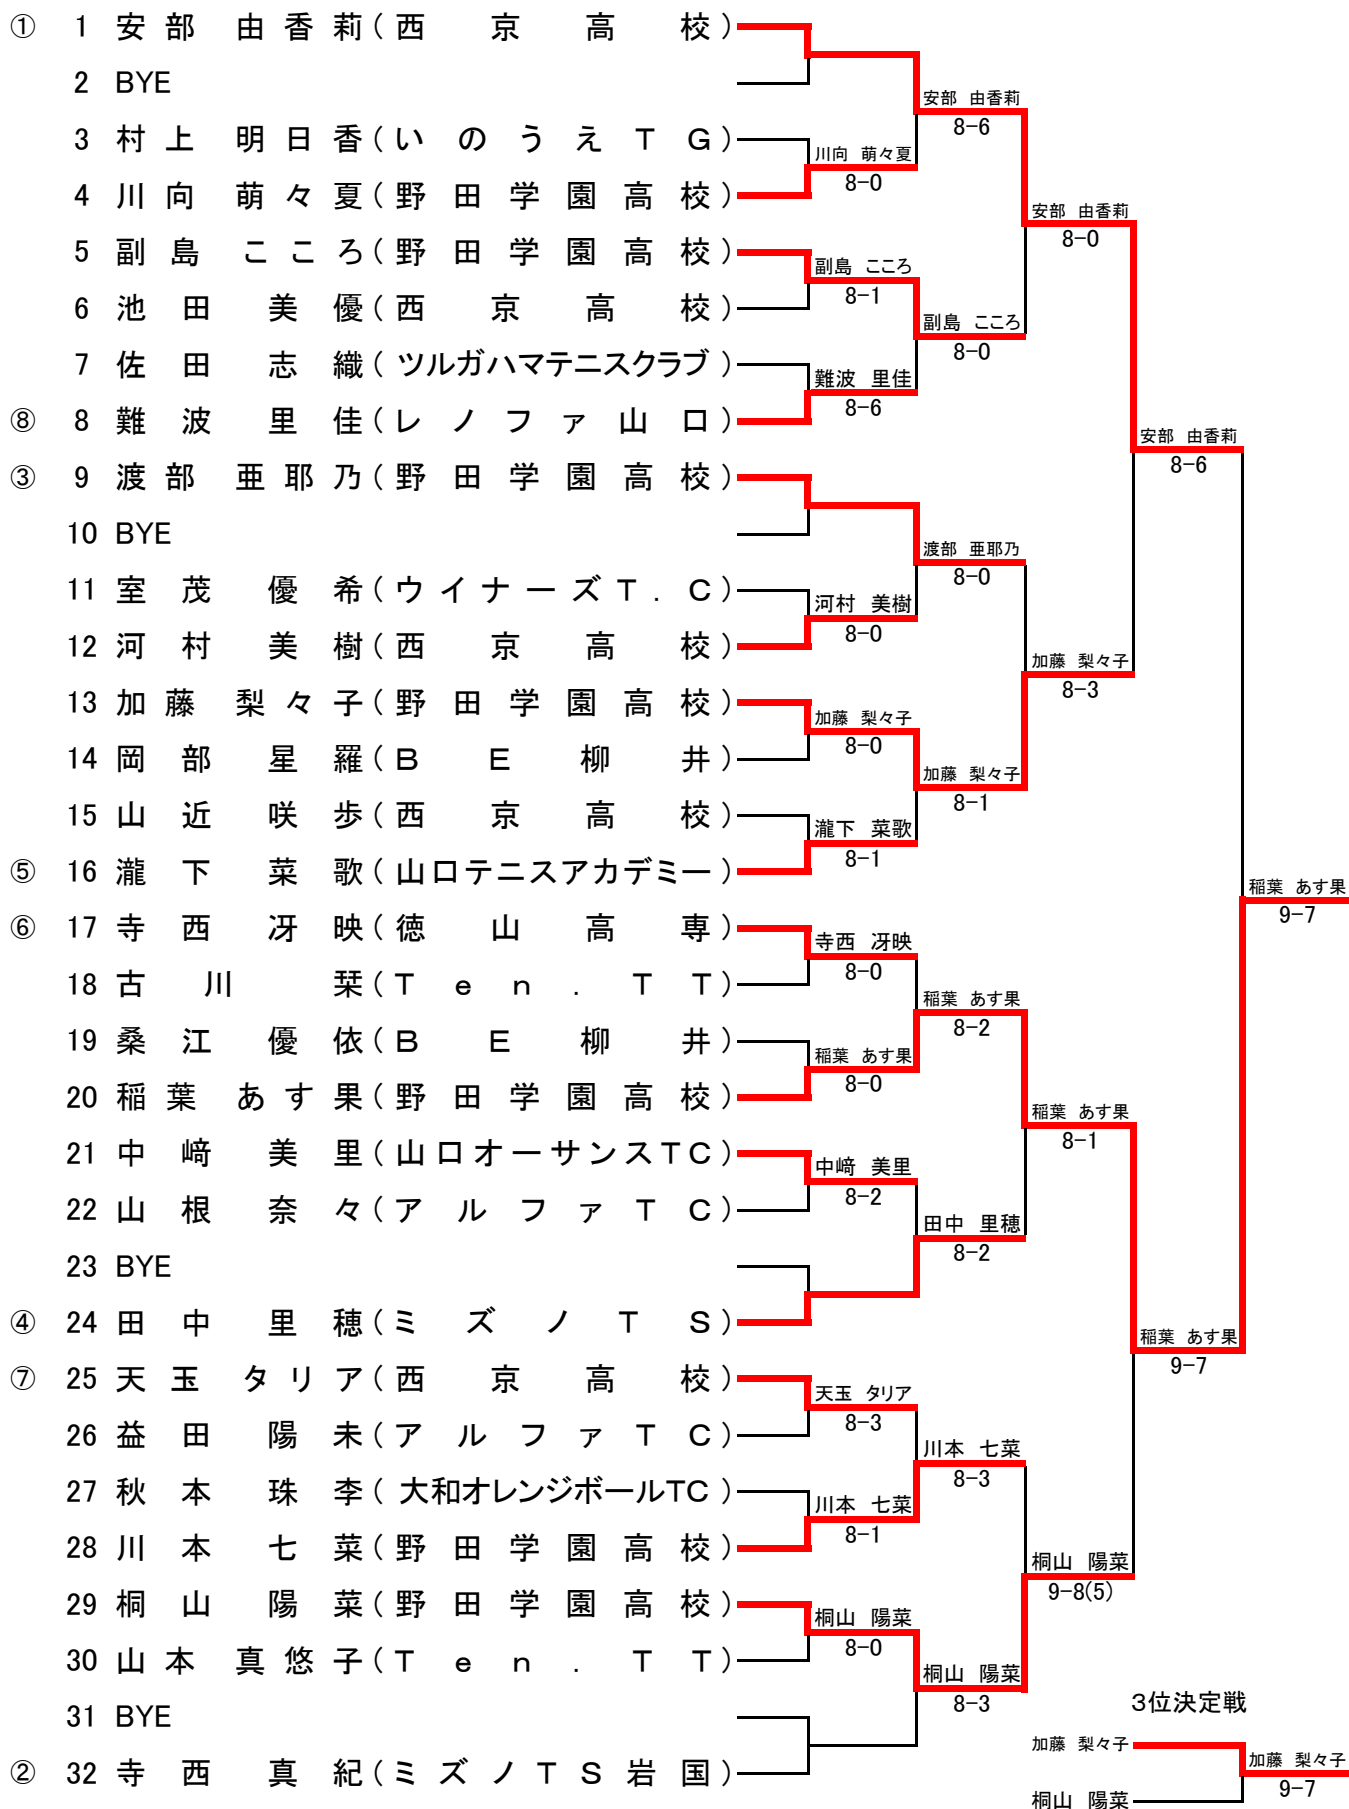 ① 1 安部 由香莉(西京高校)
2 BYE
安部 由香莉
8-6
3 村上 明日香(いのうえTG)
川向 萌々夏
8-0
4 川向 萌々夏(野田学園高校)
安部 由香莉
8-0
5 副島 こころ(野田学園高校)
副島 こころ
8-1
6 池田 美優(西京高校)
副島 こころ
8-0
7 佐田 志織(ツルガハマテニスクラブ)
難波 里佳
8-6
⑧ 8 難波 里佳(レノファ山口)
安部 由香莉
8-6
③ 9 渡部 亜耶乃(野田学園高校)
10 BYE
渡部 亜耶乃
8-0
11 室茂 優希(ウイナーズT.C)
河村 美樹
8-0
12 河村 美樹(西京高校)
加藤 梨々子
8-3
13 加藤 梨々子(野田学園高校)
加藤 梨々子
8-0
14 岡部 星羅(BE柳井)
加藤 梨々子
8-1
15 山近 咲歩(西京高校)
瀧下 菜歌
8-1
⑤ 16 瀧下 菜歌(山口テニスアカデミー)
稲葉 あす果
9-7
⑥ 17 寺西 冴映(徳山高専)
寺西 冴映
8-0
18 古川 栞(Ten.TT)
稲葉 あす果
8-2
19 桑江 優依(BE柳井)
稲葉 あす果
8-0
20 稲葉 あす果(野田学園高校)
稲葉 あす果
8-1
21 中﨑 美里(山口オーサンスTC)
中﨑 美里
8-2
22 山根 奈々(アルファTC)
田中 里穂
8-2
23 BYE
④ 24 田中 里穂(ミズノTS)
稲葉 あす果
9-7
⑦ 25 天玉 タリア(西京高校)
天玉 タリア
8-3
26 益田 陽未(アルファTC)
川本 七菜
8-3
27 秋本 珠李(大和オレンジボールTC)
川本 七菜
8-1
28 川本 七菜(野田学園高校)
桐山 陽菜
9-8(5)
29 桐山 陽菜(野田学園高校)
桐山 陽菜
8-0
30 山本 真悠子(Ten.TT)
桐山 陽菜
8-3
31 BYE
② 32 寺西 真紀(ミズノTS岩国)
3位決定戦
加藤 梨々子
加藤 梨々子
9-7
桐山 陽菜